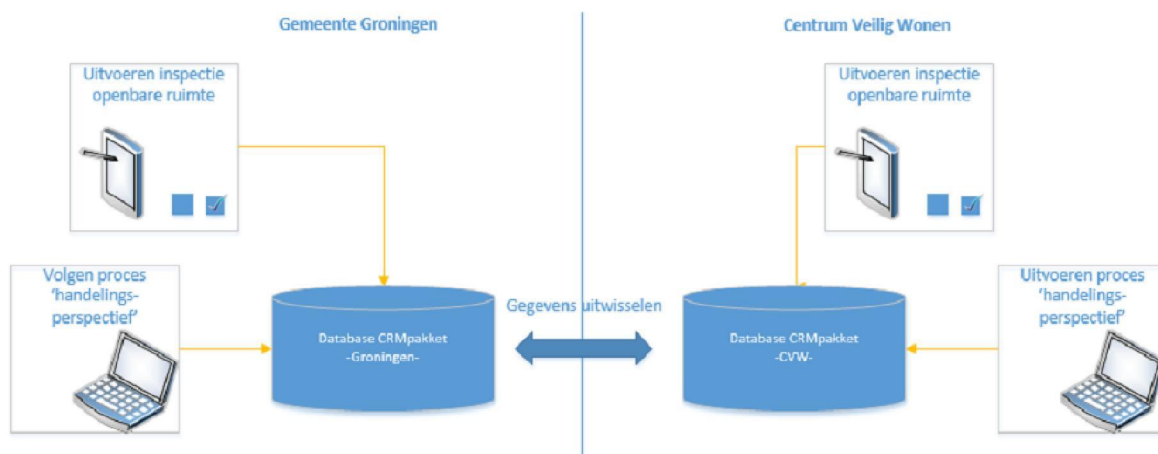 Gemeente Groningen
Centrum Veilig Wonen
Uitvoeren inspectie
openbare ruimte
Uitvoeren inspectie
openbare ruimte
Volgen proces
‘handelings-
perspectief’
Database CRMpakket
-Groningen-
Gegevens uitwisselen
Database CRMpakket
-CVW-
Uitvoeren proces
‘handelings-
perspectief’